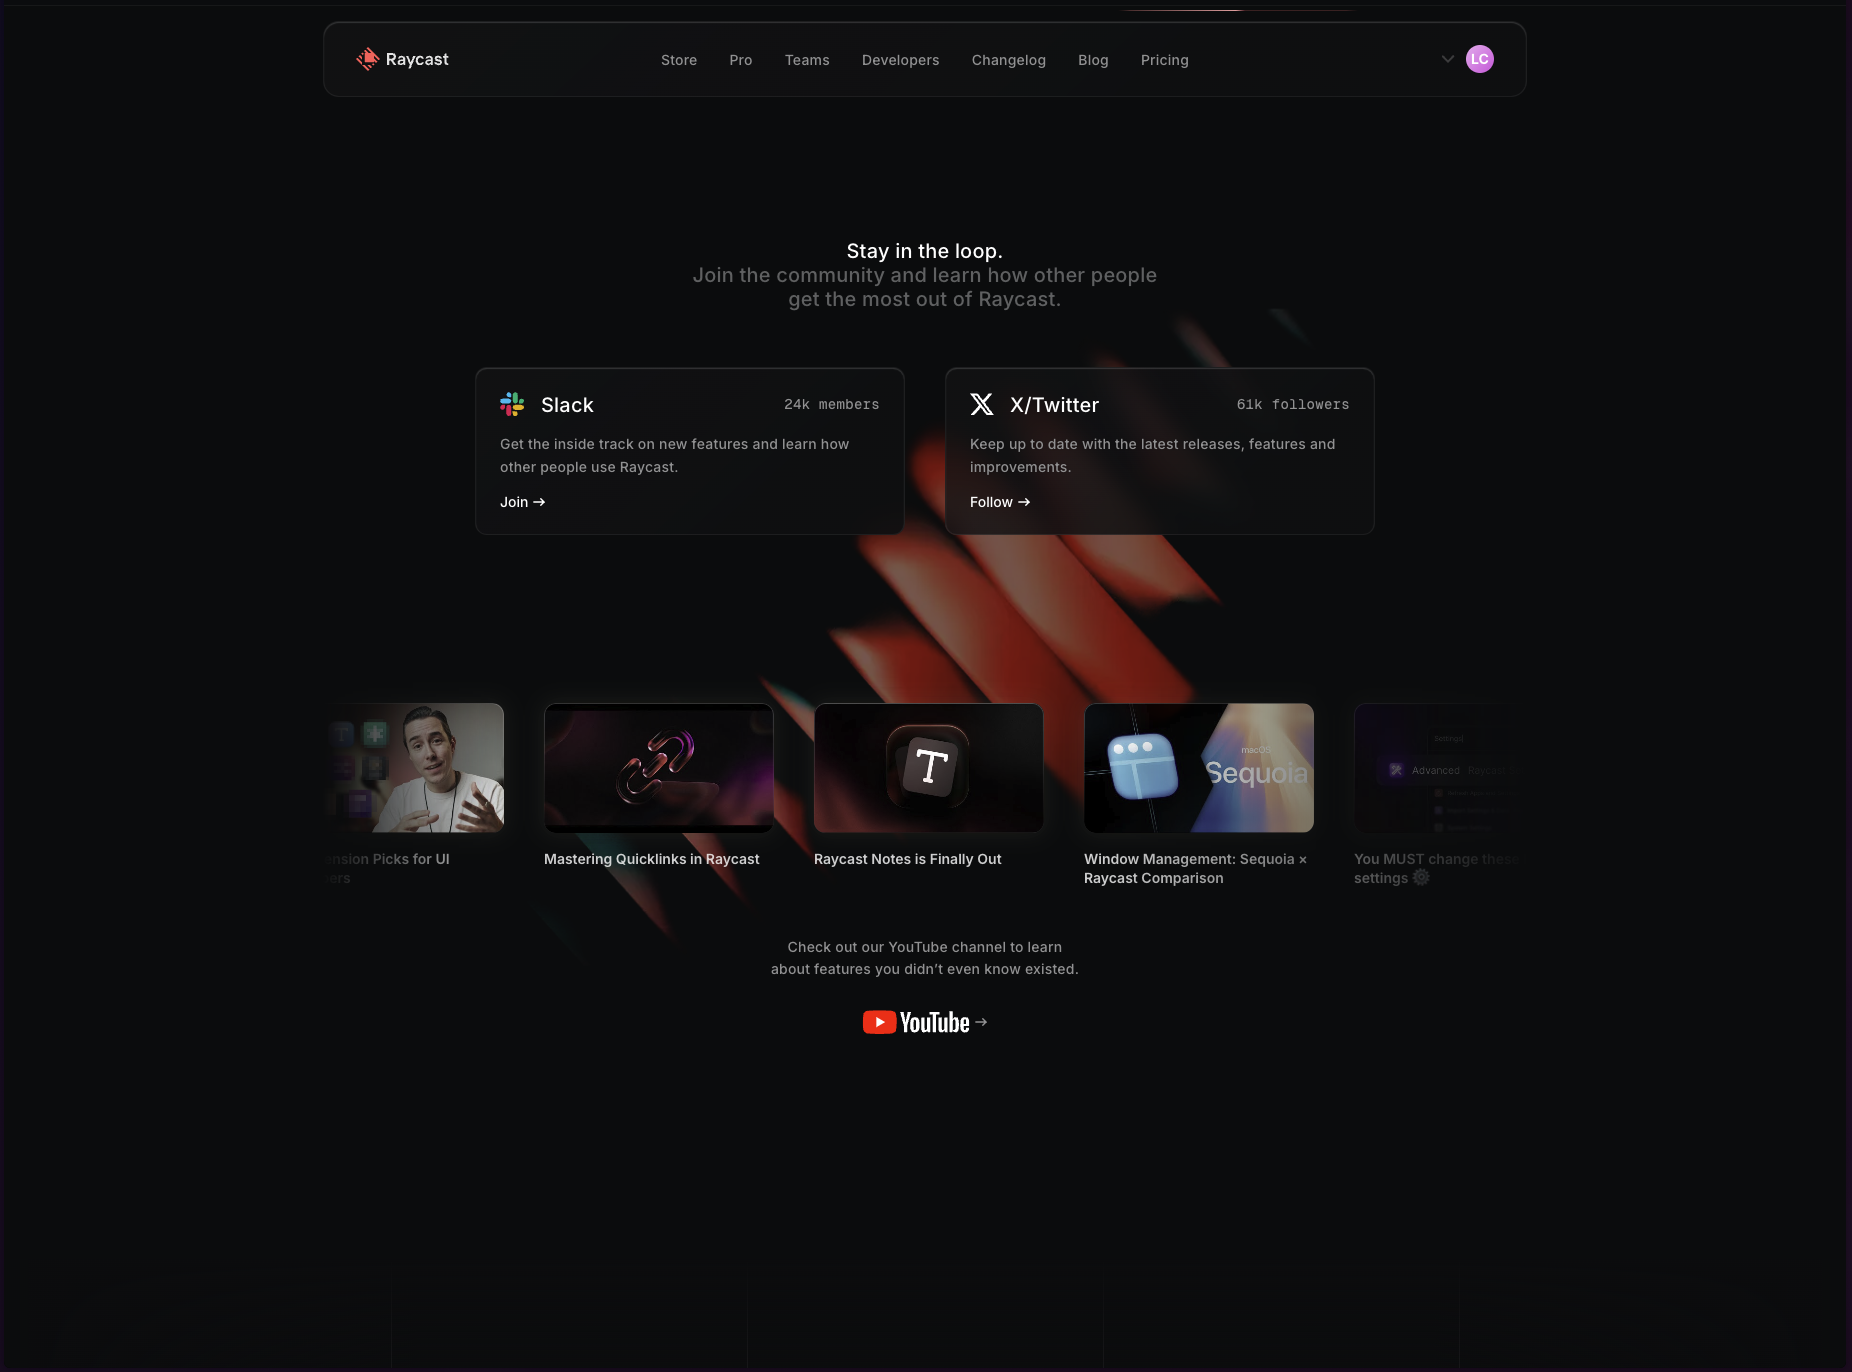 Raycast
Store
Pro
Teams
Developers
Changelog
Blog
Pricing
LC
Stay in the loop.
Join the community and learn how other people
get the most out of Raycast.
Slack
24k members
Get the inside track on new features and learn how
other people use Raycast.
Join →
X/Twitter
61k followers
Keep up to date with the latest releases, features and
improvements.
Follow →
T
macOS
Sequoia
Settings
Advanced
Picks for UI
Mastering Quicklinks in Raycast
Raycast Notes is Finally Out
Window Management: Sequoia ×
Raycast Comparison
You MUST change these
settings ⚙️
Check out our YouTube channel to learn
about features you didn’t even know existed.
YouTube →